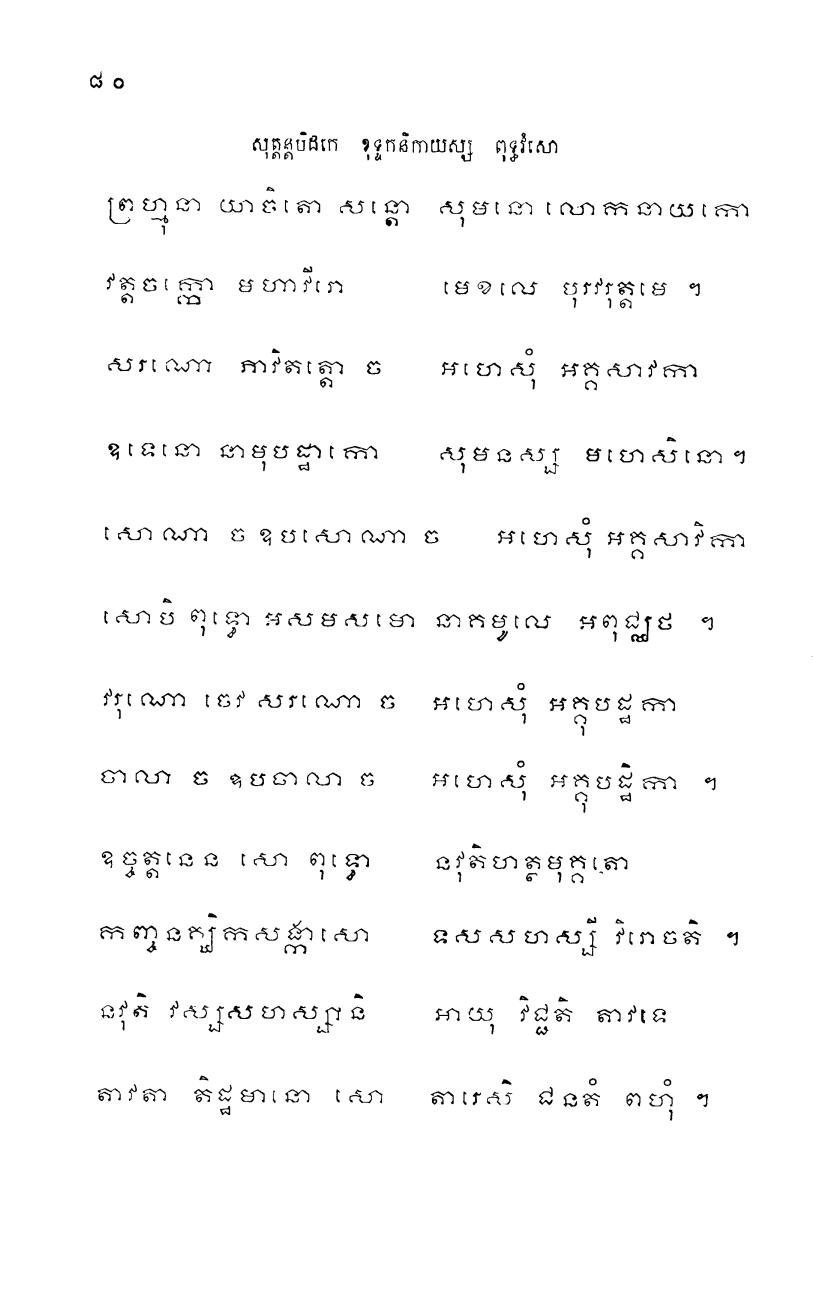 ៨០
សុត្តន្តបិដកេ ខុទ្ទកនិកាយស្ស ពុទ្ធវំសោ
ព្រហ្មុនា យាចិតោ សន្តោ សុមនោ លោកនាយកោ
វត្តចក្កោ មហាវីរោ មេខលេ បុរវរុត្តមេ ។
សរណោ ភាវិតត្តោ ច អហេសុំ អគ្គសាវកា
ឧទេនោ នាមុបដ្ឋាកោ សុមនស្ស មហេសិនោ។
សោណា ច ឧបសោណា ច អហេសុំ អគ្គសាវិកា
សោបិ ពុទ្ធោ អសមសមោ នាគមូលេ អពុជ្ឈថ ។
វរុណោ ចេវ សរណោ ច អហេសុំ អគ្គុបដ្ឋកា
ចាលា ច ឧបចាលា ច អហេសុំ អគ្គុបដ្ឋិកា ។
ឧច្ចត្តនេន សោ ពុទ្ធោ នវុតិហត្ថមុគ្គតោ
កញ្ចនគ្ឃិកសង្កាសោ ទសសហស្សី វិរោចតិ ។
នវុតិ វស្សសហស្សានិ អាយុ វិជ្ជតិ តាវទេ
តាវតា តិដ្ឋមានោ សោ តារេសិ ជនតំ ពហុំ ។